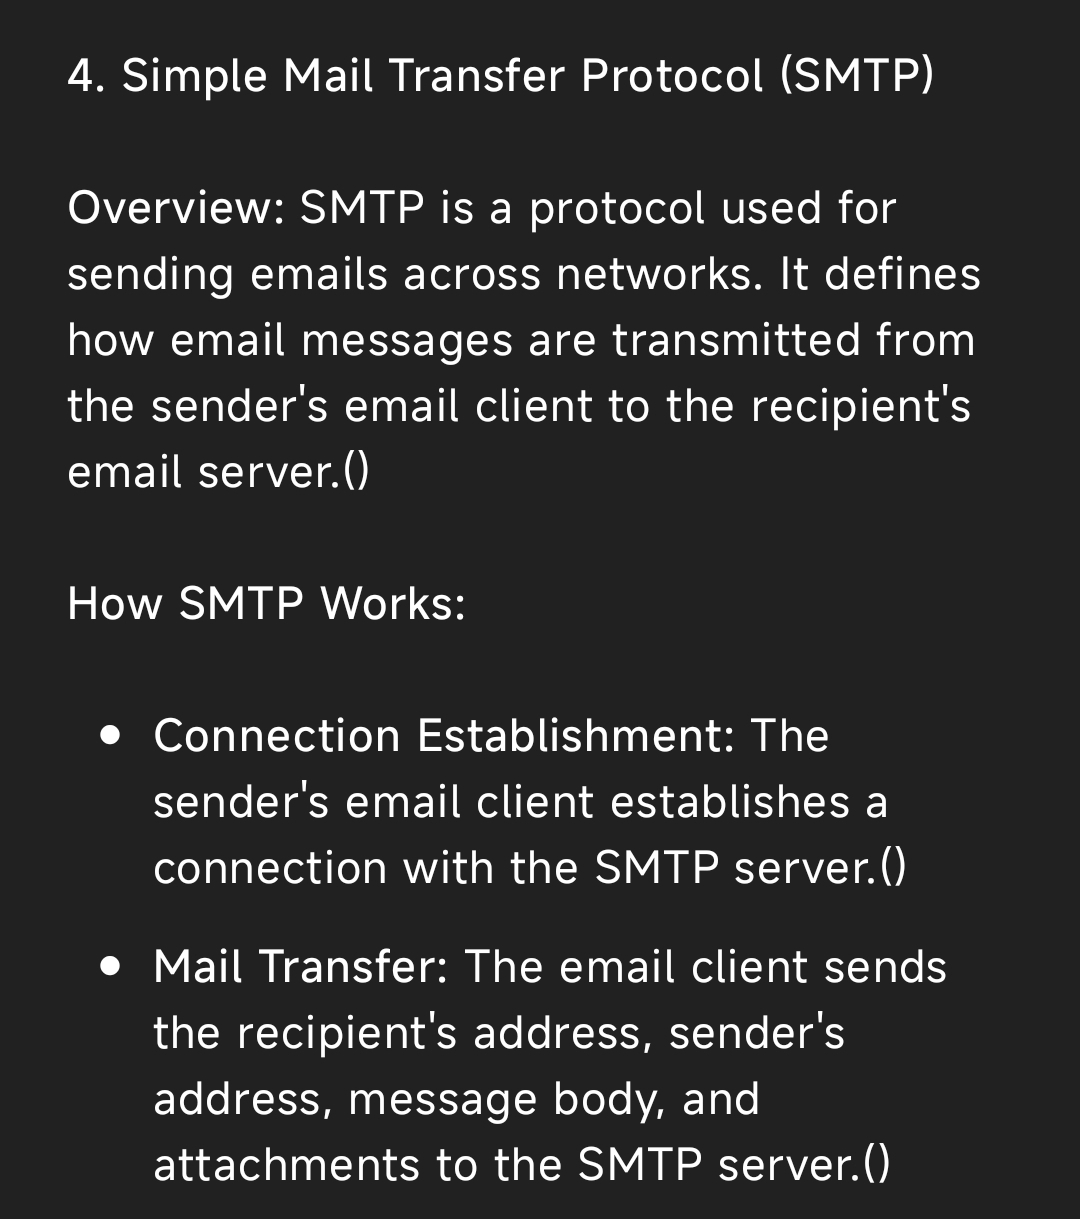 4. Simple Mail Transfer Protocol (SMTP)
Overview: SMTP is a protocol used for
sending emails across networks. It defines
how email messages are transmitted from
the sender's email client to the recipient's
email server.()
How SMTP Works:
• Connection Establishment: The
sender's email client establishes a
connection with the SMTP server.()
• Mail Transfer: The email client sends
the recipient's address, sender's
address, message body, and
attachments to the SMTP server.()